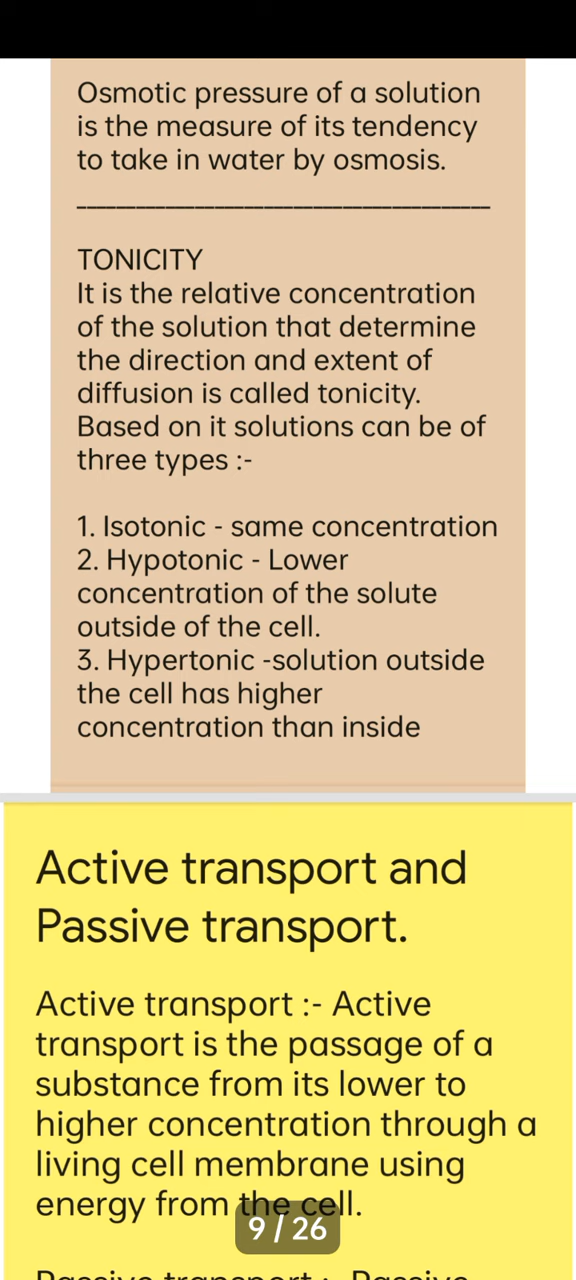 Osmotic pressure of a solution
is the measure of its tendency
to take in water by osmosis.
TONICITY
It is the relative concentration
of the solution that determine
the direction and extent of
diffusion is called tonicity.
Based on it solutions can be of
three types :-
1. Isotonic - same concentration
2. Hypotonic - Lower
concentration of the solute
outside of the cell.
3. Hypertonic -solution outside
the cell has higher
concentration than inside
Active transport and
Passive transport.
Active transport :- Active
transport is the passage of a
substance from its lower to
higher concentration through a
living cell membrane using
energy from the cell.
9 / 26
Passive transport :- Passive